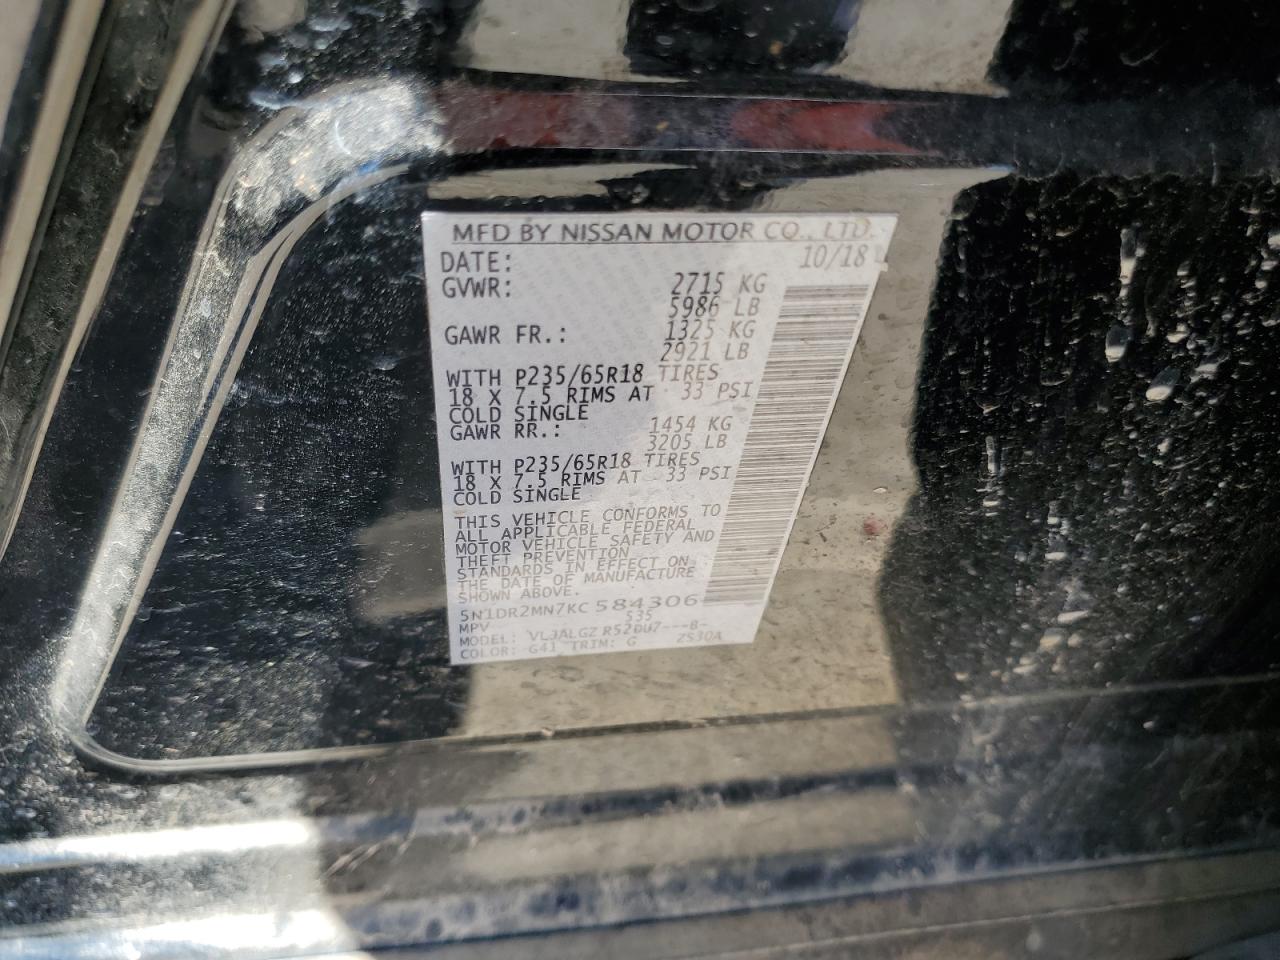 MFD BY NISSAN MOTOR CO., LTD.
DATE: 10/18
GVWR: 2715 KG
5986 LB
GAWR FR.: 1325 KG
2921 LB
WITH P235/65R18 TIRES
18 X 7.5 RIMS AT 33 PSI
COLD SINGLE
GAWR RR.: 1454 KG
3205 LB
WITH P235/65R18 TIRES
18 X 7.5 RIMS AT 33 PSI
COLD SINGLE
THIS VEHICLE CONFORMS TO
ALL APPLICABLE FEDERAL
MOTOR VEHICLE SAFETY AND
THEFT PREVENTION
STANDARDS IN EFFECT ON
THE DATE OF MANUFACTURE
SHOWN ABOVE.
5N1DR2MN7KC584306
MPV 535
MODEL: R52DU7---B-
COLOR: G41 TRIM: G ZS30A